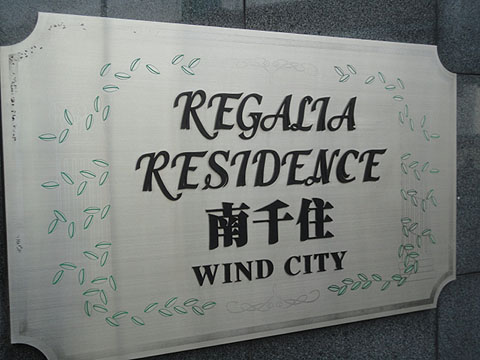 REGALIA
RESIDENCE
南千住
WIND CITY